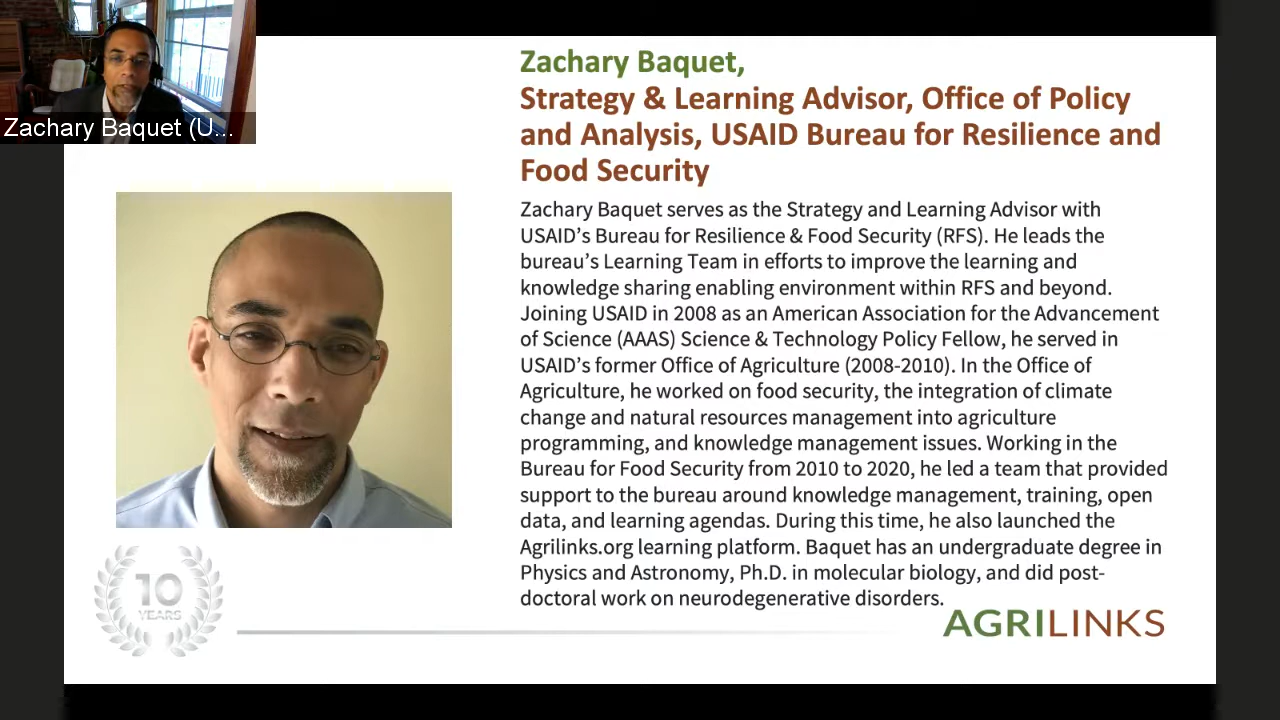 Zachary Baquet (U...
Zachary Baquet,
Strategy & Learning Advisor, Office of Policy
and Analysis, USAID Bureau for Resilience and
Food Security
Zachary Baquet serves as the Strategy and Learning Advisor with
USAID’s Bureau for Resilience & Food Security (RFS). He leads the
bureau’s Learning Team in efforts to improve the learning and
knowledge sharing enabling environment within RFS and beyond.
Joining USAID in 2008 as an American Association for the Advancement
of Science (AAAS) Science & Technology Policy Fellow, he served in
USAID’s former Office of Agriculture (2008-2010). In the Office of
Agriculture, he worked on food security, the integration of climate
change and natural resources management into agriculture
programming, and knowledge management issues. Working in the
Bureau for Food Security from 2010 to 2020, he led a team that provided
support to the bureau around knowledge management, training, open
data, and learning agendas. During this time, he also launched the
Agrilinks.org learning platform. Baquet has an undergraduate degree in
Physics and Astronomy, Ph.D. in molecular biology, and did post-
doctoral work on neurodegenerative disorders.
10
YEARS
AGRILINKS